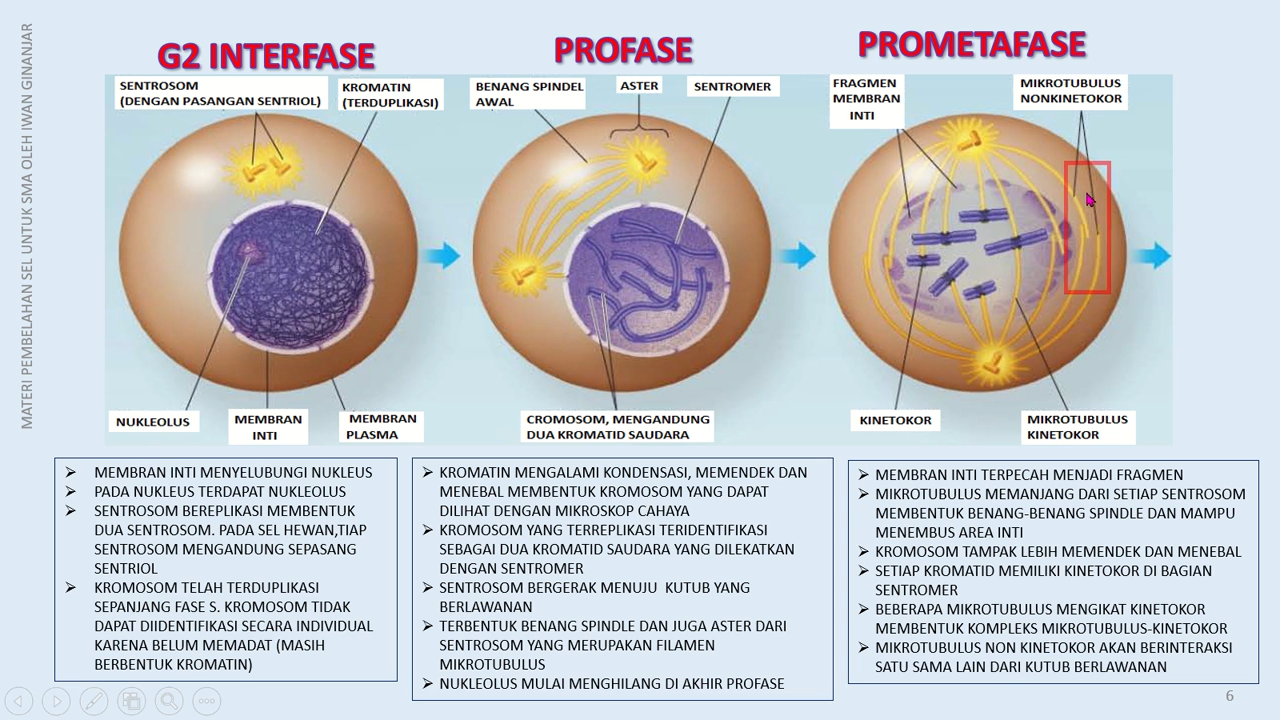 MATERI PEMBELAHAN SEL UNTUK SMA OLEH IWAN GINANJAR
G2 INTERFASE
PROFASE
PROMETAFASE
SENTROSOM
(DENGAN PASANGAN SENTRIOL)
KROMATIN
(TERDUPLIKASI)
BENANG SPINDEL
AWAL
ASTER
SENTROMER
FRAGMEN
MEMBRAN
INTI
MIKROTUBULUS
NONKINETOKOR
NUKLEOLUS
MEMBRAN
INTI
MEMBRAN
PLASMA
CROMOSOM, MENGANDUNG
DUA KROMATID SAUDARA
KINETOKOR
MIKROTUBULUS
KINETOKOR
➢ MEMBRAN INTI MENYELUBUNGI NUKLEUS
➢ PADA NUKLEUS TERDAPAT NUKLEOLUS
➢ SENTROSOM BEREPLIKASI MEMBENTUK
DUA SENTROSOM. PADA SEL HEWAN,TIAP
SENTROSOM MENGANDUNG SEPASANG
SENTRIOL
➢ KROMOSOM TELAH TERDUPLIKASI
SEPANJANG FASE S. KROMOSOM TIDAK
DAPAT DIIDENTIFIKASI SECARA INDIVIDUAL
KARENA BELUM MEMADAT (MASIH
BERBENTUK KROMATIN)
➢ KROMATIN MENGALAMI KONDENSASI, MEMENDEK DAN
MENEBAL MEMBENTUK KROMOSOM YANG DAPAT
DILIHAT DENGAN MIKROSKOP CAHAYA
➢ KROMOSOM YANG TERREPLIKASI TERIDENTIFIKASI
SEBAGAI DUA KROMATID SAUDARA YANG DILEKATKAN
DENGAN SENTROMER
➢ SENTROSOM BERGERAK MENUJU KUTUB YANG
BERLAWANAN
➢ TERBENTUK BENANG SPINDLE DAN JUGA ASTER DARI
SENTROSOM YANG MERUPAKAN FILAMEN
MIKROTUBULUS
➢ NUKLEOLUS MULAI MENGHILANG DI AKHIR PROFASE
➢ MEMBRAN INTI TERPECAH MENJADI FRAGMEN
➢ MIKROTUBULUS MEMANJANG DARI SETIAP SENTROSOM
MEMBENTUK BENANG-BENANG SPINDLE DAN MAMPU
MENEMBUS AREA INTI
➢ KROMOSOM TAMPAK LEBIH MEMENDEK DAN MENEBAL
➢ SETIAP KROMATID MEMILIKI KINETOKOR DI BAGIAN
SENTROMER
➢ BEBERAPA MIKROTUBULUS MENGIKAT KINETOKOR
MEMBENTUK KOMPLEKS MIKROTUBULUS-KINETOKOR
➢ MIKROTUBULUS NON KINETOKOR AKAN BERINTERAKSI
SATU SAMA LAIN DARI KUTUB BERLAWANAN
6